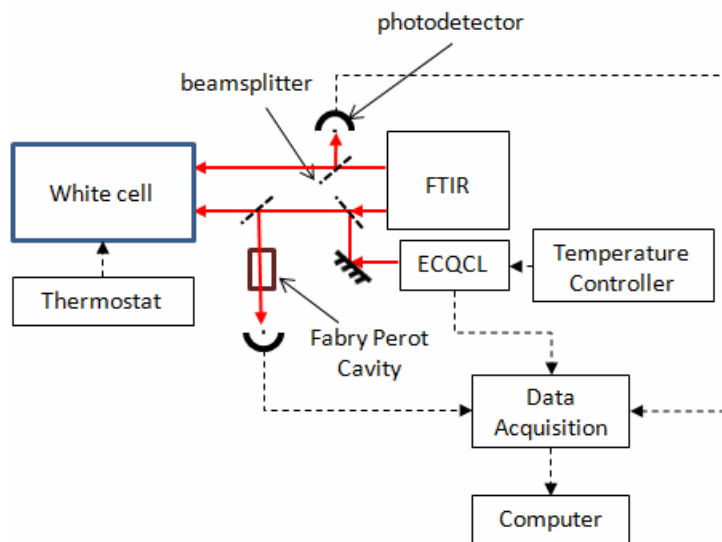 photodetector
beamsplitter
White cell
FTIR
ECQCL
Temperature
Controller
Thermostat
Fabry Perot
Cavity
Data
Acquisition
Computer